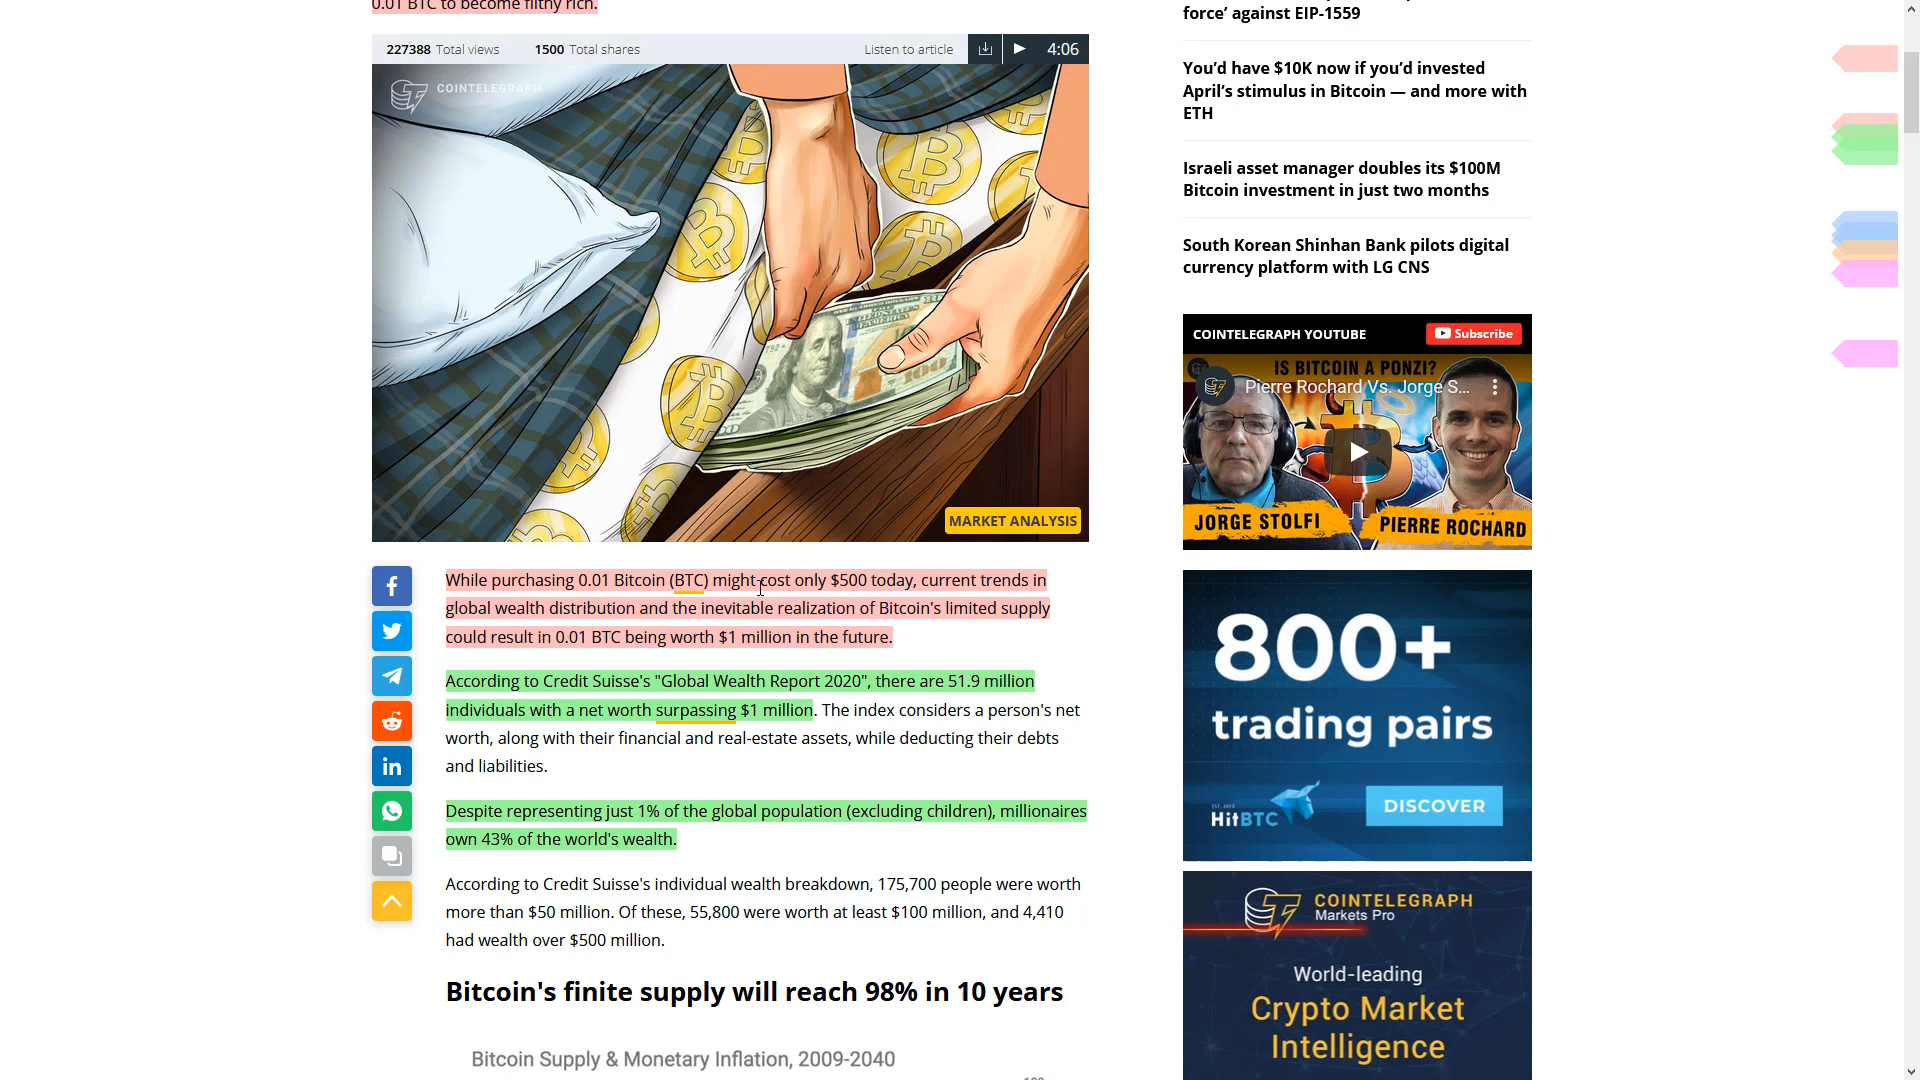 0.01 BTC to become filthy rich.
227388 Total views 1500 Total shares Listen to article 4:06
COINTELEGRAPH
MARKET ANALYSIS
While purchasing 0.01 Bitcoin (BTC) might cost only $500 today, current trends in
global wealth distribution and the inevitable realization of Bitcoin's limited supply
could result in 0.01 BTC being worth $1 million in the future.
According to Credit Suisse's "Global Wealth Report 2020", there are 51.9 million
individuals with a net worth surpassing $1 million. The index considers a person's net
worth, along with their financial and real-estate assets, while deducting their debts
and liabilities.
Despite representing just 1% of the global population (excluding children), millionaires
own 43% of the world's wealth.
According to Credit Suisse's individual wealth breakdown, 175,700 people were worth
more than $50 million. Of these, 55,800 were worth at least $100 million, and 4,410
had wealth over $500 million.
Bitcoin's finite supply will reach 98% in 10 years
Bitcoin Supply & Monetary Inflation, 2009-2040
force' against EIP-1559
You'd have $10K now if you'd invested
April's stimulus in Bitcoin — and more with
ETH
Israeli asset manager doubles its $100M
Bitcoin investment in just two months
South Korean Shinhan Bank pilots digital
currency platform with LG CNS
COINTELEGRAPH YOUTUBE Subscribe
IS BITCOIN A PONZI?
Pierre Rochard Vs. Jorge S...
JORGE STOLFI PIERRE ROCHARD
800+
trading pairs
HitBTC DISCOVER
COINTELEGRAPH
Markets Pro
World-leading
Crypto Market
Intelligence